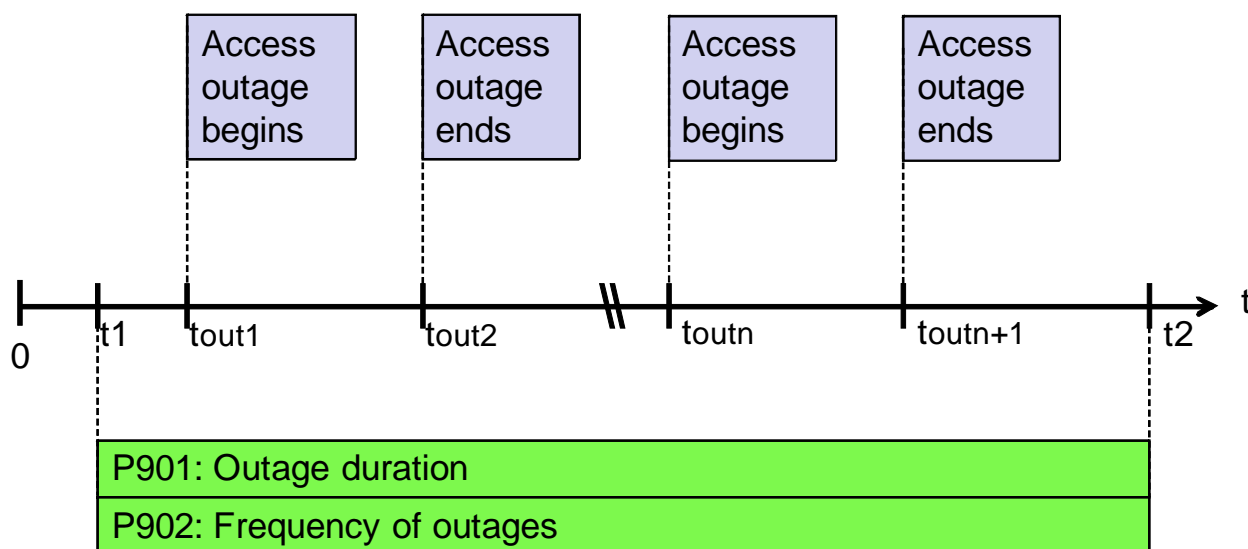 Access
outage
begins
Access
outage
ends
Access
outage
begins
Access
outage
ends
t
0
t1
tout1
tout2
toutn
toutn+1
t2
P901: Outage duration
P902: Frequency of outages